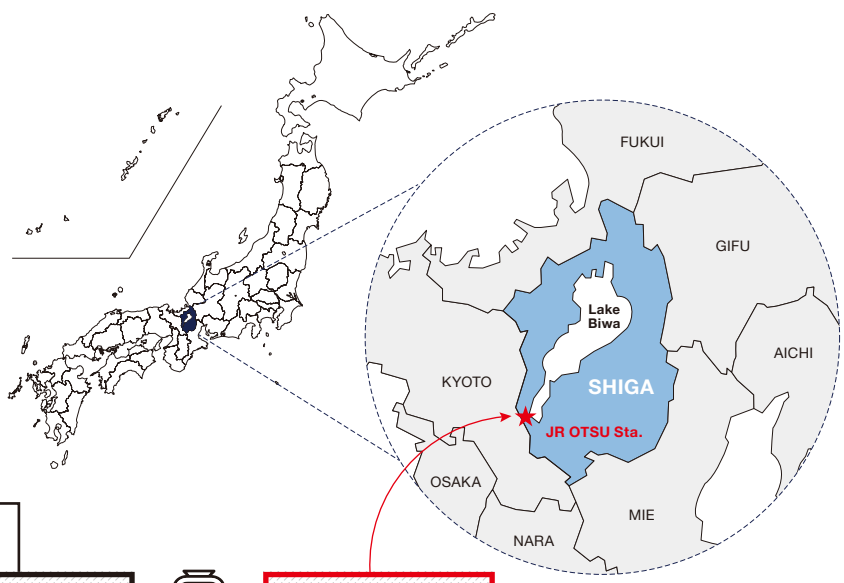 FUKUI
GIFU
Lake
Biwa
AICHI
KYOTO
SHIGA
JR OTSU Sta.
OSAKA
MIE
NARA